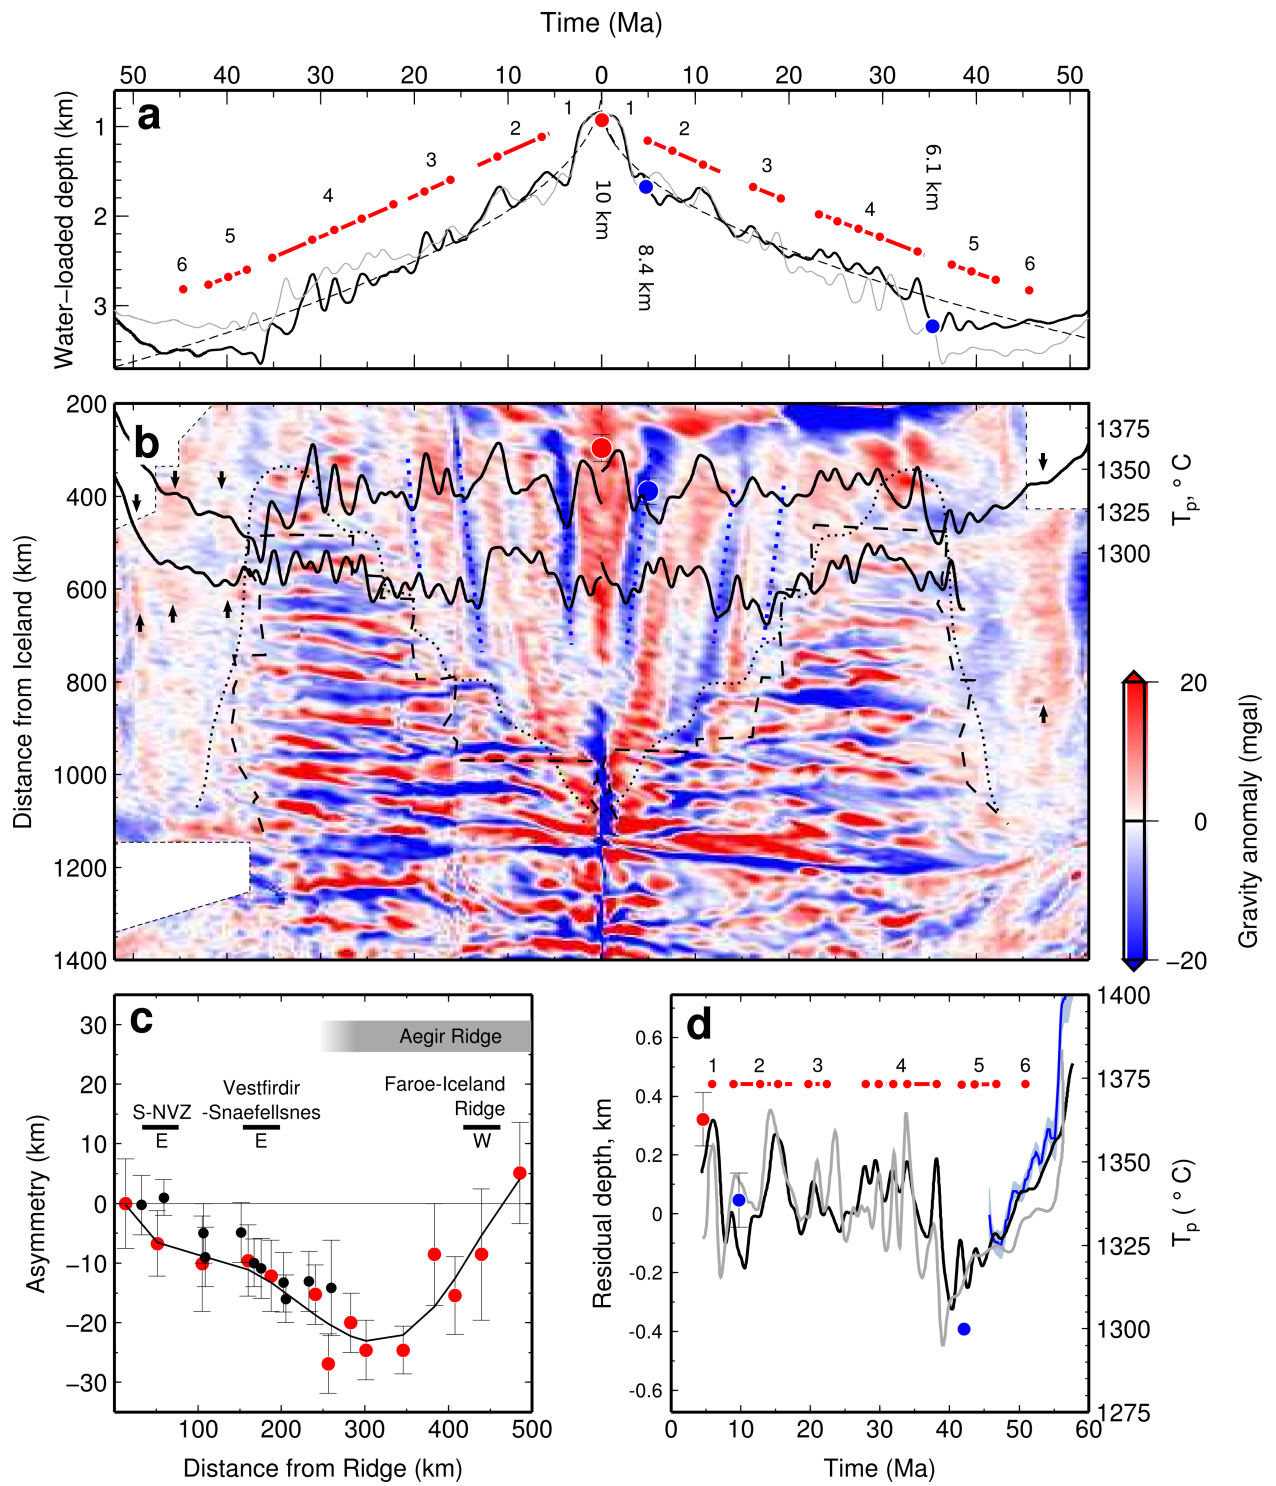 Time (Ma)
50 40 30 20 10 0 10 20 30 40 50
a
Water−loaded depth (km)
1
2
3
6 5 4 3 2 1 1 2 3 4 5 6
10 km
8.4 km
6.1 km
b
Distance from Iceland (km)
200
400
600
800
1000
1200
1400
1375
1350
1325
1300
Tp, °C
20
0
−20
Gravity anomaly (mgal)
c
Asymmetry (km)
30
20
10
0
−10
−20
−30
Aegir Ridge
Vestfirdir
-Snaefellsnes
E
S-NVZ
E
Faroe-Iceland
Ridge
W
100 200 300 400 500
Distance from Ridge (km)
d
Residual depth, km
0.6
0.4
0.2
0
-0.2
-0.4
-0.6
1 2 3 4 5 6
1400
1375
1350
1325
1300
1275
Tp ( °C)
0 10 20 30 40 50 60
Time (Ma)